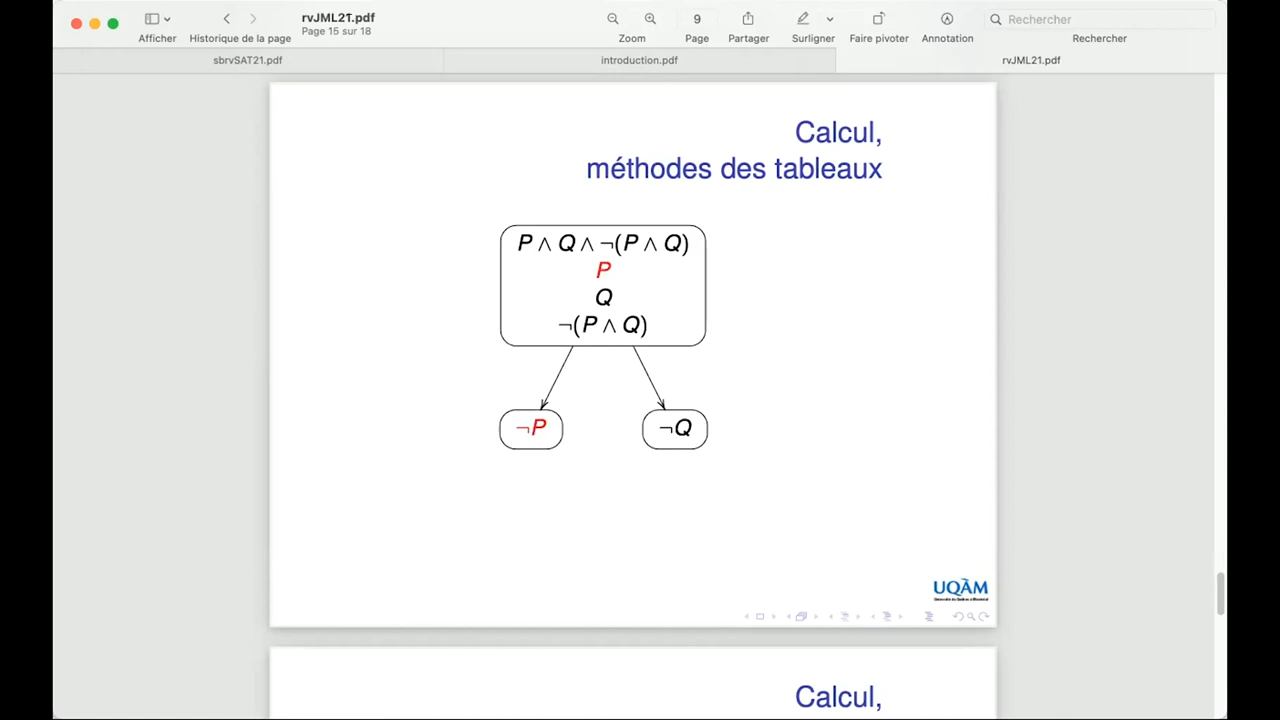 rvJML21.pdf
Page 15 sur 18
9
Rechercher
Afficher
Historique de la page
Zoom
Page
Partager
Surligner
Faire pivoter
Annotation
Rechercher
sbrvSAT21.pdf
introduction.pdf
rvJML21.pdf
Calcul,
méthodes des tableaux
P ∧ Q ∧ ¬(P ∧ Q)
P
Q
¬(P ∧ Q)
¬P
¬Q
UQÀM
Calcul,